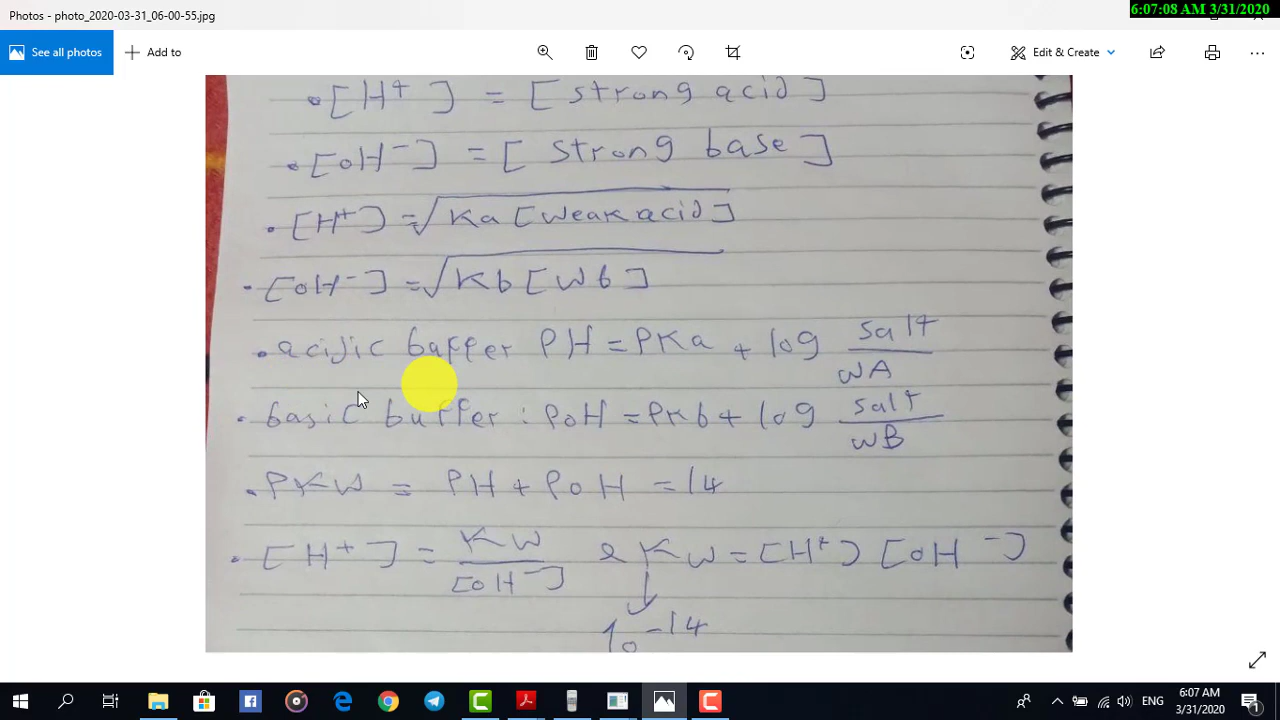 Photos - photo_2020-03-31_06-00-55.jpg
6:07:08 AM 3/31/2020
See all photos
Add to
Edit & Create
• [H+] = [strong acid]
• [oH-] = [strong base]
• [H+] = √Ka [weak acid]
• [oH-] = √Kb [Wb]
• acijic buffer PH = PKa + log salt
WA
• basic buffer : PoH = PKb + log salt
WB
• PKW = PH + PoH = 14
• [H+] = KW & KW = [H+) [oH-)
[oH-]
10-14
ENG
6:07 AM
3/31/2020
1